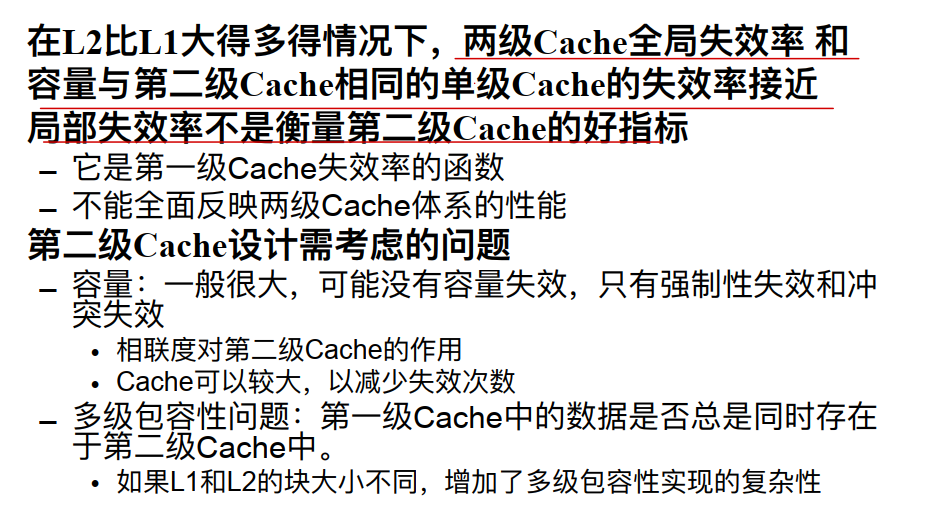 在L2比L1大得多得情况下，两级Cache全局失效率 和
容量与第二级Cache相同的单级Cache的失效率接近
局部失效率不是衡量第二级Cache的好指标
– 它是第一级Cache失效率的函数
– 不能全面反映两级Cache体系的性能
第二级Cache设计需考虑的问题
– 容量：一般很大，可能没有容量失效，只有强制性失效和冲
突失效
• 相联度对第二级Cache的作用
• Cache可以较大，以减少失效次数
– 多级包容性问题：第一级Cache中的数据是否总是同时存在
于第二级Cache中。
• 如果L1和L2的块大小不同，增加了多级包容性实现的复杂性